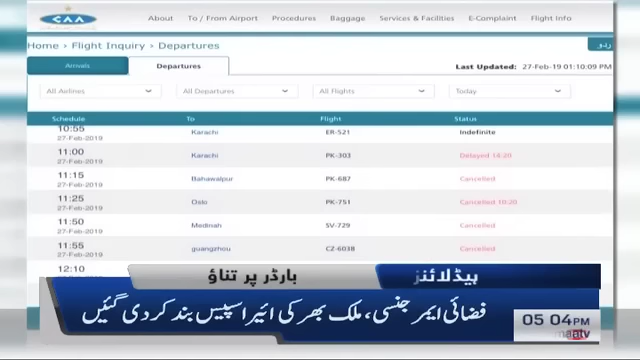 CAA
About To / From Airport Procedures Baggage Services & Facilities E-Complaint Flight Info
Home › Flight Inquiry › Departures
Arrivals Departures
Last Updated: 27-Feb-19 01:10:09 PM
All Airlines All Departures All Flights Today
Schedule To Flight Status
10:55 Karachi ER-521 Indefinite
27-Feb-2019
11:00 Karachi PK-303 Delayed 14:20
27-Feb-2019
11:15 Bahawalpur PK-687 Cancelled
27-Feb-2019
11:25 Oslo PK-751 Cancelled 16:20
27-Feb-2019
11:50 Medinah SV-729 Cancelled
27-Feb-2019
11:55 guangzhou CZ-6038 Cancelled
27-Feb-2019
12:10
ہیڈلائنز
بارڈر پر تناؤ
فضائی ایمرجنسی، ملک بھر کی ائیر اسپیس بند کر دی گئیں
05 04 PM